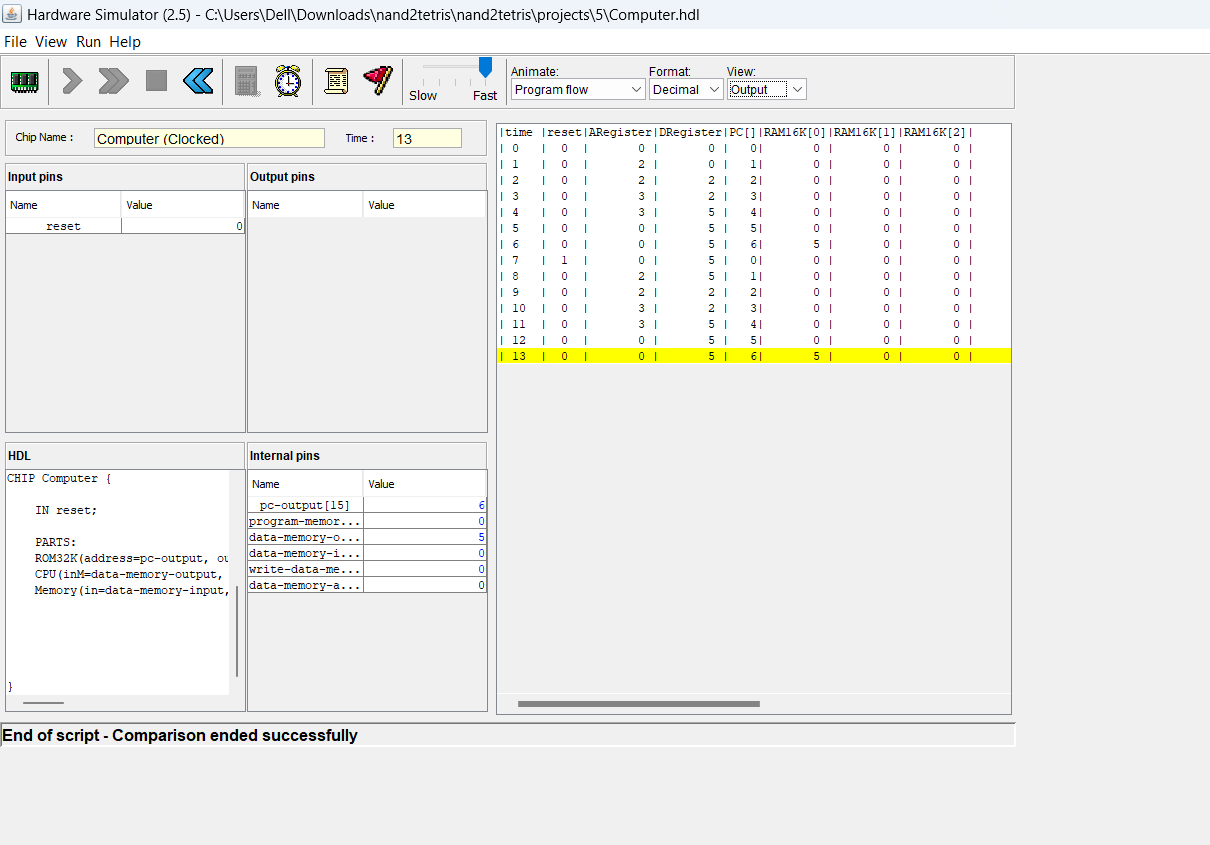 Hardware Simulator (2.5) - C:\Users\Dell\Downloads\nand2tetris\nand2tetris\projects\5\Computer.hdl
File View Run Help
Slow Fast
Animate: Format: View:
Program flow Decimal Output
Chip Name : Computer (Clocked) Time : 13
Input pins
Name Value
reset 0
Output pins
Name Value
HDL
CHIP Computer {
IN reset;
PARTS:
ROM32K(address=pc-output, ou
CPU(inM=data-memory-output,
Memory(in=data-memory-input,
}
Internal pins
Name Value
pc-output[15] 6
program-memor... 0
data-memory-o... 5
data-memory-i... 0
write-data-me... 0
data-memory-a... 0
|time |reset|ARegister|DRegister|PC[]|RAM16K[0]|RAM16K[1]|RAM16K[2]|
| 0 | 0 | 0 | 0 | 0| 0 | 0 | 0 |
| 1 | 0 | 2 | 0 | 1| 0 | 0 | 0 |
| 2 | 0 | 2 | 2 | 2| 0 | 0 | 0 |
| 3 | 0 | 3 | 2 | 3| 0 | 0 | 0 |
| 4 | 0 | 3 | 5 | 4| 0 | 0 | 0 |
| 5 | 0 | 0 | 5 | 5| 0 | 0 | 0 |
| 6 | 0 | 0 | 5 | 6| 5 | 0 | 0 |
| 7 | 1 | 0 | 5 | 0| 0 | 0 | 0 |
| 8 | 0 | 2 | 5 | 1| 0 | 0 | 0 |
| 9 | 0 | 2 | 2 | 2| 0 | 0 | 0 |
| 10 | 0 | 3 | 2 | 3| 0 | 0 | 0 |
| 11 | 0 | 3 | 5 | 4| 0 | 0 | 0 |
| 12 | 0 | 0 | 5 | 5| 0 | 0 | 0 |
| 13 | 0 | 0 | 5 | 6| 5 | 0 | 0 |
End of script - Comparison ended successfully